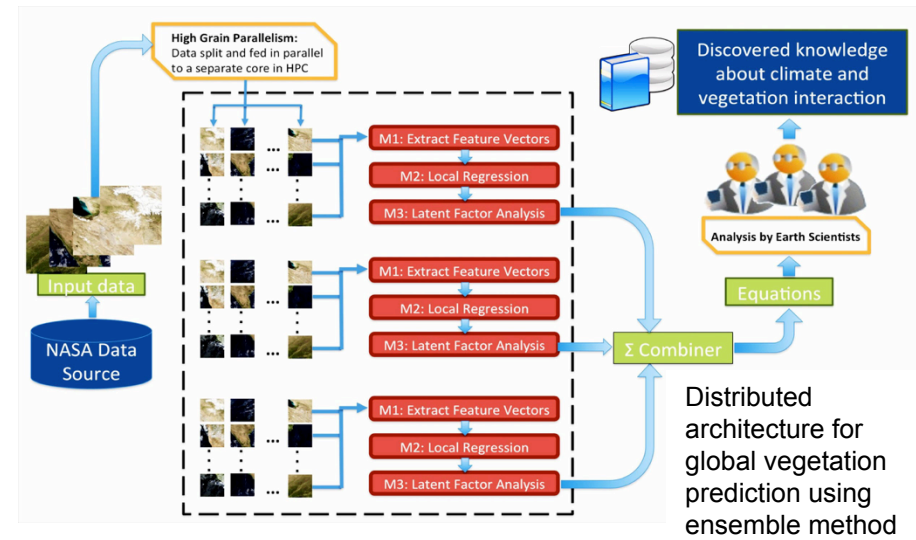 High Grain Parallelism:
Data split and fed in parallel
to a separate core in HPC
Input data
NASA Data
Source
...
...
...
M1: Extract Feature Vectors
M2: Local Regression
M3: Latent Factor Analysis
...
...
...
M1: Extract Feature Vectors
M2: Local Regression
M3: Latent Factor Analysis
...
...
...
M1: Extract Feature Vectors
M2: Local Regression
M3: Latent Factor Analysis
Σ Combiner
Equations
Analysis by Earth Scientists
Discovered knowledge
about climate and
vegetation interaction
Distributed
architecture for
global vegetation
prediction using
ensemble method